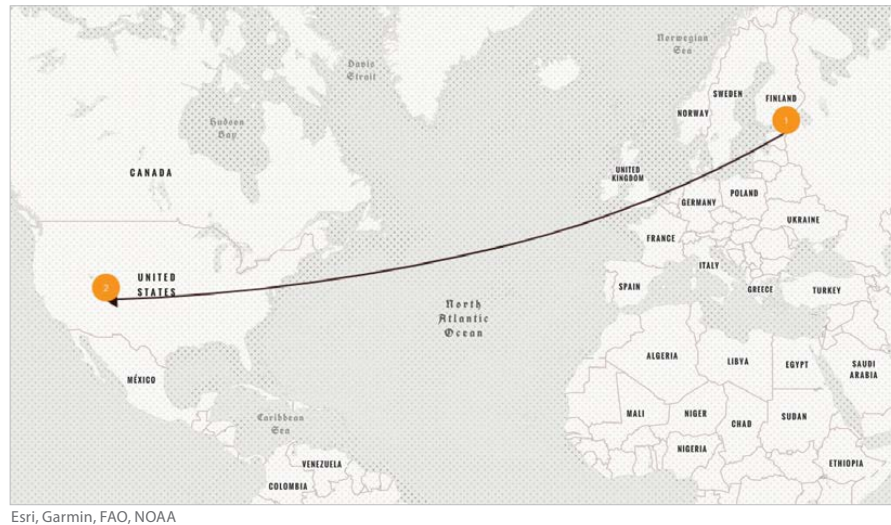 Norwegian
Sea
Davis
Strait
SWEDEN
FINLAND
NORWAY
1
Hudson
Bay
CANADA
UNITED
KINGDOM
POLAND
GERMANY
UKRAINE
FRANCE
ITALY
UNITED
STATES
2
SPAIN
GREECE
TURKEY
North
Atlantic
Ocean
ALGERIA
LIBYA
EGYPT
SAUDI
ARABIA
MÉXICO
MALI
NIGER
CHAD
SUDAN
Caribbean
Sea
NIGERIA
VENEZUELA
ETHIOPIA
COLOMBIA
Esri, Garmin, FAO, NOAA